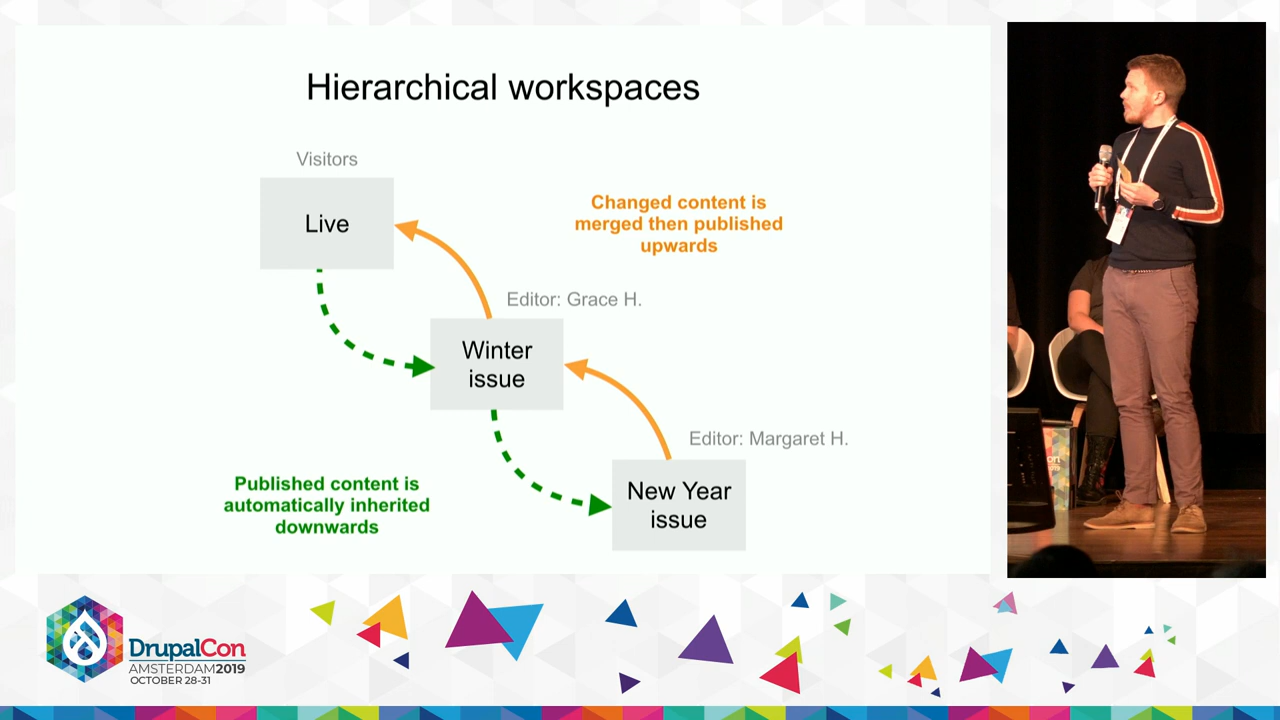 Hierarchical workspaces
Visitors
Live
Changed content is
merged then published
upwards
Editor: Grace H.
Winter
issue
Editor: Margaret H.
Published content is
automatically inherited
downwards
New Year
issue
DrupalCon
AMSTERDAM2019
OCTOBER 28-31